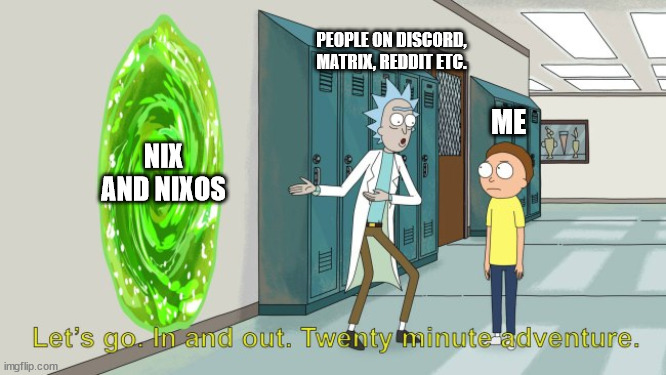 PEOPLE ON DISCORD,
MATRIX, REDDIT ETC.
ME
NIX
AND NIXOS
Let's go. In and out. Twenty minute adventure.
imgflip.com